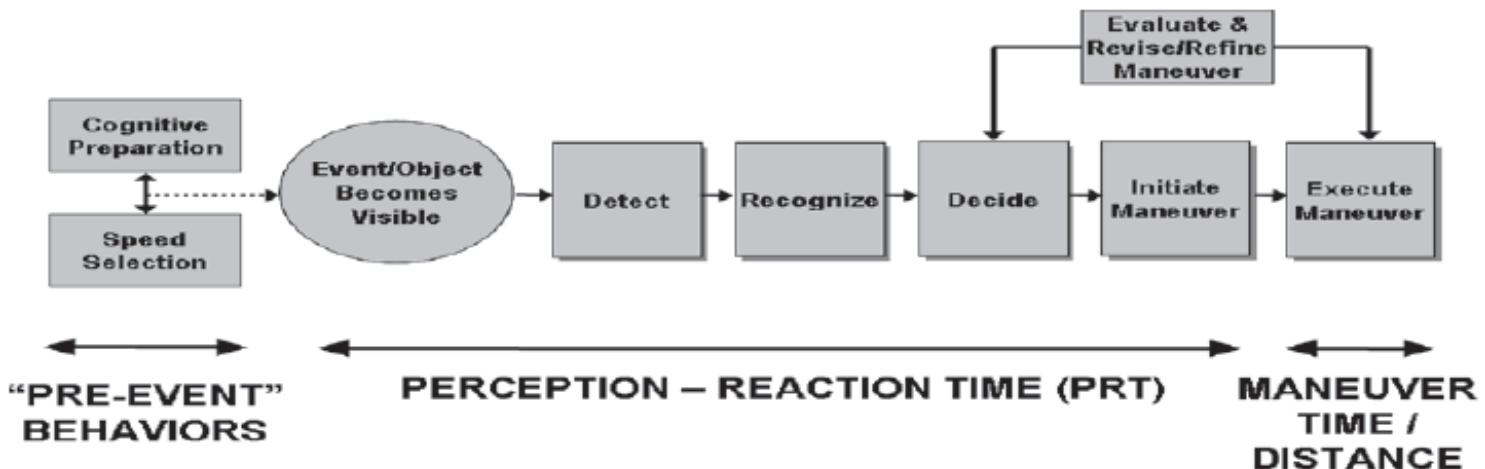 Evaluate &
Revise/Refine
Maneuver
Cognitive
Preparation
Speed
Selection
Event/Object
Becomes
Visible
Detect
Recognize
Decide
Initiate
Maneuver
Execute
Maneuver
“PRE-EVENT”
BEHAVIORS
PERCEPTION – REACTION TIME (PRT)
MANEUVER
TIME /
DISTANCE